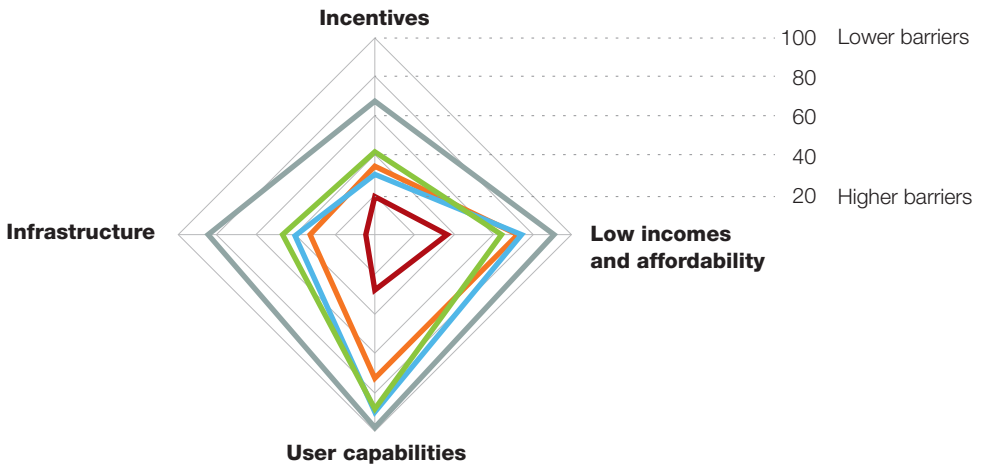 Incentives
100 Lower barriers
80
60
40
20 Higher barriers
Infrastructure
Low incomes
and affordability
User capabilities